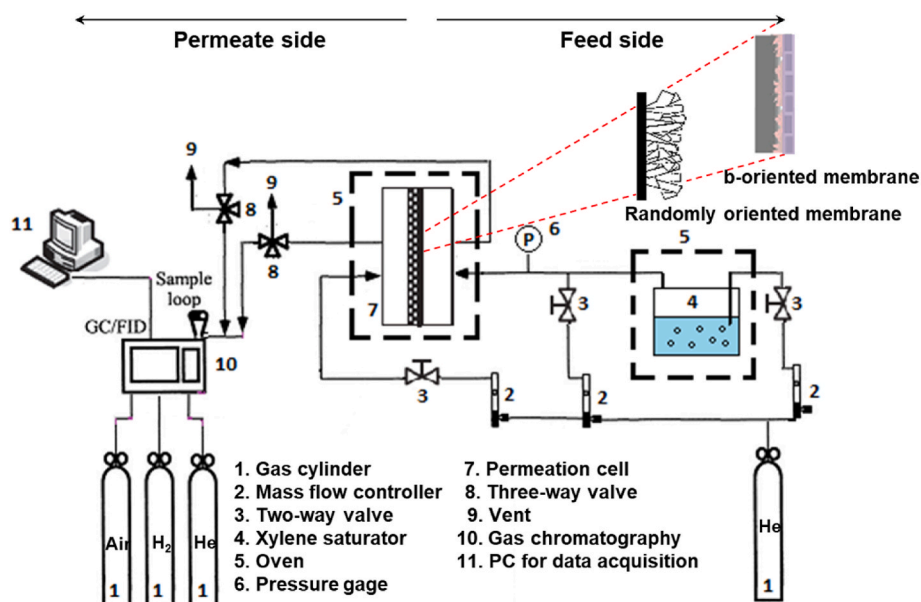 Permeate side
Feed side
b-oriented membrane
Randomly oriented membrane
9
8
9
8
5
7
6
P
5
4
3
3
11
Sample
loop
GC/FID
10
3
2
2
2
Air
H₂
He
He
1
1
1
1
1. Gas cylinder
2. Mass flow controller
3. Two-way valve
4. Xylene saturator
5. Oven
6. Pressure gage
7. Permeation cell
8. Three-way valve
9. Vent
10. Gas chromatography
11. PC for data acquisition